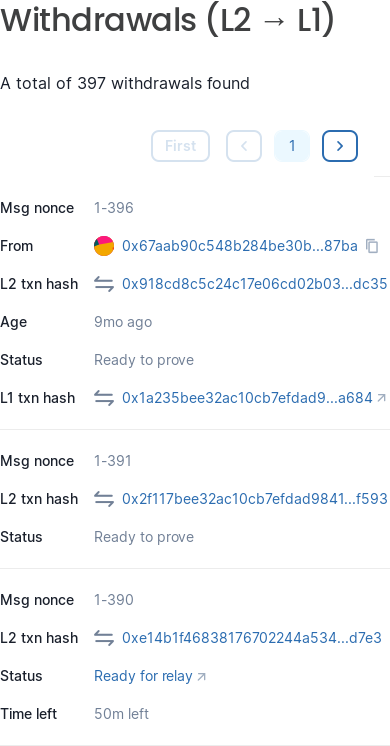 Withdrawals (L2 → L1)
A total of 397 withdrawals found
First 1
Msg nonce 1-396
From 0x67aab90c548b284be30b...87ba
L2 txn hash 0x918cd8c5c24c17e06cd02b03...dc35
Age 9mo ago
Status Ready to prove
L1 txn hash 0x1a235bee32ac10cb7efdad9...a684
Msg nonce 1-391
L2 txn hash 0x2f117bee32ac10cb7efdad9841...f593
Status Ready to prove
Msg nonce 1-390
L2 txn hash 0xe14b1f46838176702244a534...d7e3
Status Ready for relay
Time left 50m left